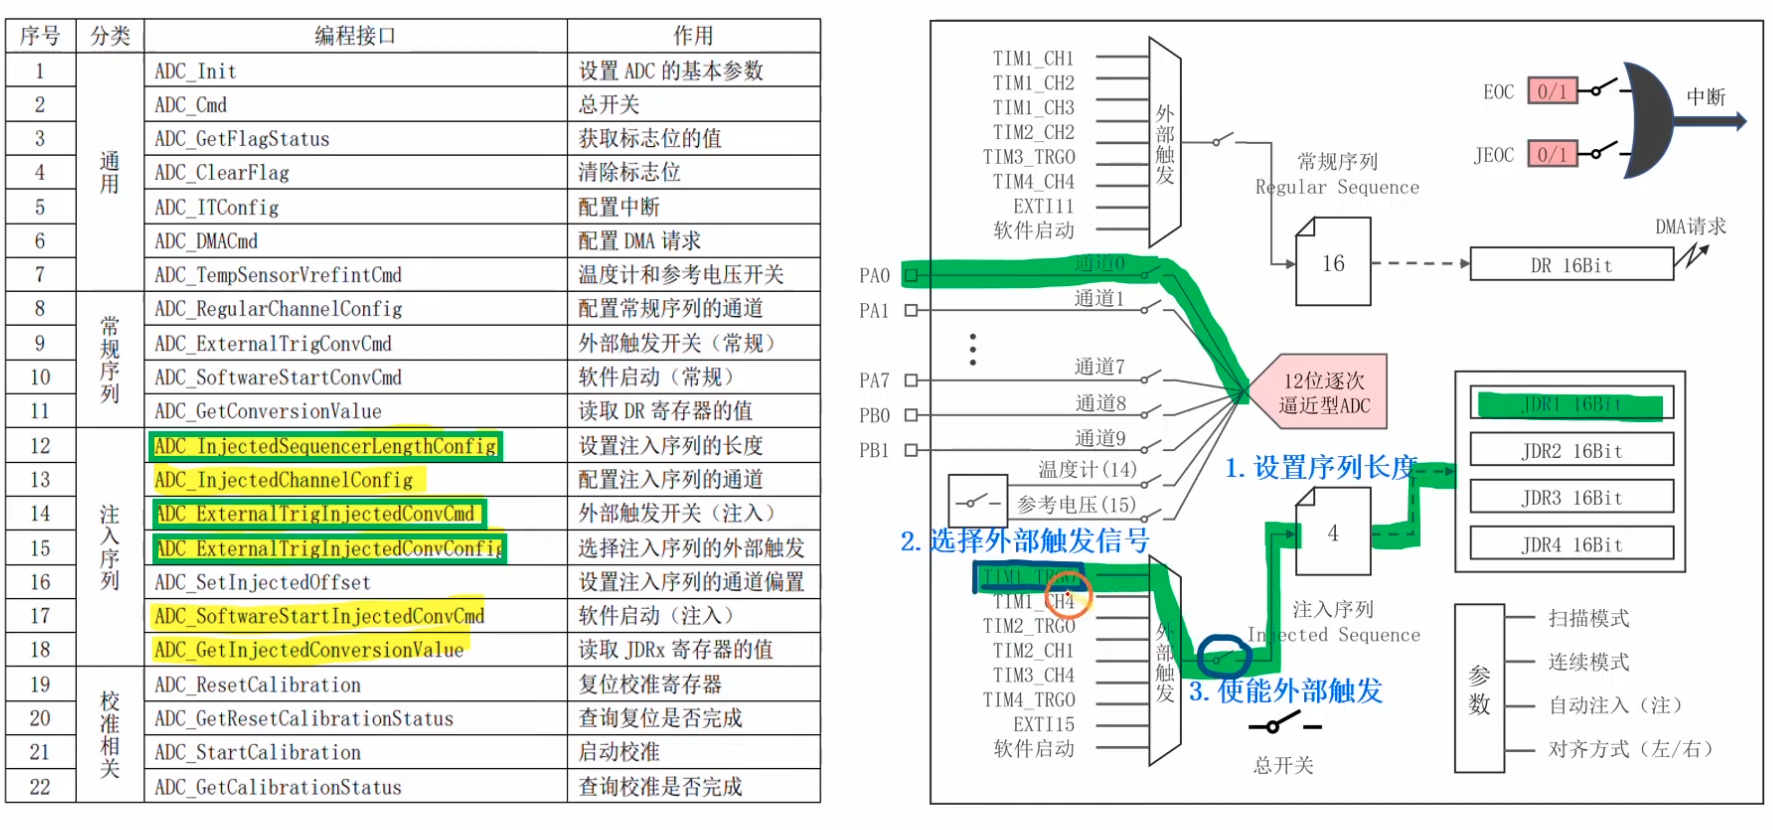 序号 分类 编程接口 作用
1 ADC_Init 设置 ADC 的基本参数
2 ADC_Cmd 总开关
3 ADC_GetFlagStatus 获取标志位的值
4 ADC_ClearFlag 清除标志位
5 ADC_ITConfig 配置中断
6 ADC_DMACmd 配置 DMA 请求
7 ADC_TempSensorVrefintCmd 温度计和参考电压开关
通用
8 ADC_RegularChannelConfig 配置常规序列的通道
9 ADC_ExternalTrigConvCmd 外部触发开关（常规）
10 ADC_SoftwareStartConvCmd 软件启动（常规）
11 ADC_GetConversionValue 读取 DR 寄存器的值
常规序列
12 ADC_InjectedSequencerLengthConfig 设置注入序列的长度
13 ADC_InjectedChannelConfig 配置注入序列的通道
14 ADC_ExternalTrigInjectedConvCmd 外部触发开关（注入）
15 ADC_ExternalTrigInjectedConvConfig 选择注入序列的外部触发
16 ADC_SetInjectedOffset 设置注入序列的通道偏置
17 ADC_SoftwareStartInjectedConvCmd 软件启动（注入）
18 ADC_GetInjectedConversionValue 读取 JDRx 寄存器的值
注入序列
19 ADC_ResetCalibration 复位校准寄存器
20 ADC_GetResetCalibrationStatus 查询复位是否完成
21 ADC_StartCalibration 启动校准
22 ADC_GetCalibrationStatus 查询校准是否完成
校准相关
TIM1_CH1
TIM1_CH2
TIM1_CH3
TIM2_CH2
TIM3_TRGO
TIM4_CH4
EXTI11
软件启动
外部触发
常规序列
Regular Sequence
16
EOC 0/1
JEOC 0/1
中断
DMA请求
DR 16Bit
PA0 通道0
PA1 通道1
PA7 通道7
PB0 通道8
PB1 通道9
温度计(14)
参考电压(15)
12位逐次
逼近型ADC
JDR1 16Bit
JDR2 16Bit
JDR3 16Bit
JDR4 16Bit
1.设置序列长度
4
注入序列
Injected Sequence
2.选择外部触发信号
TIM1_TRGO
TIM1_CH4
TIM2_TRGO
TIM2_CH1
TIM3_CH4
TIM4_TRGO
EXTI15
软件启动
外部触发
3.使能外部触发
总开关
参数
扫描模式
连续模式
自动注入（注）
对齐方式（左/右）